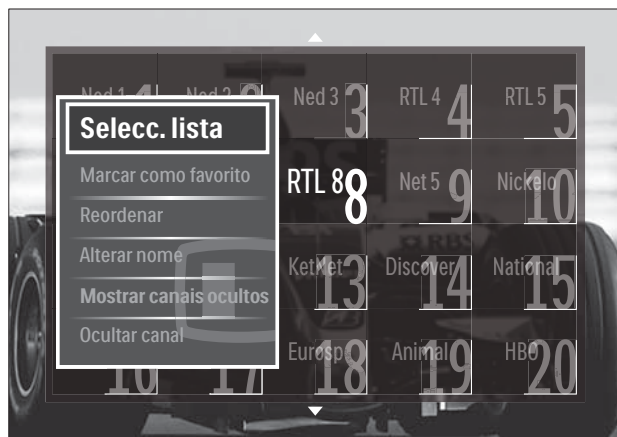 Ned 1 Ned 2 Ned 3 3 RTL 4 4 RTL 5 5
Selecc. lista
Marcar como favorito
Reordenar
Alterar nome
Mostrar canais ocultos
Ocultar canal
RTL 8 8 Net 5 9 Nickelo 10
KetNet 13 Discover 14 National 15
16 17 Eurosp 18 Animal 19 HBO 20